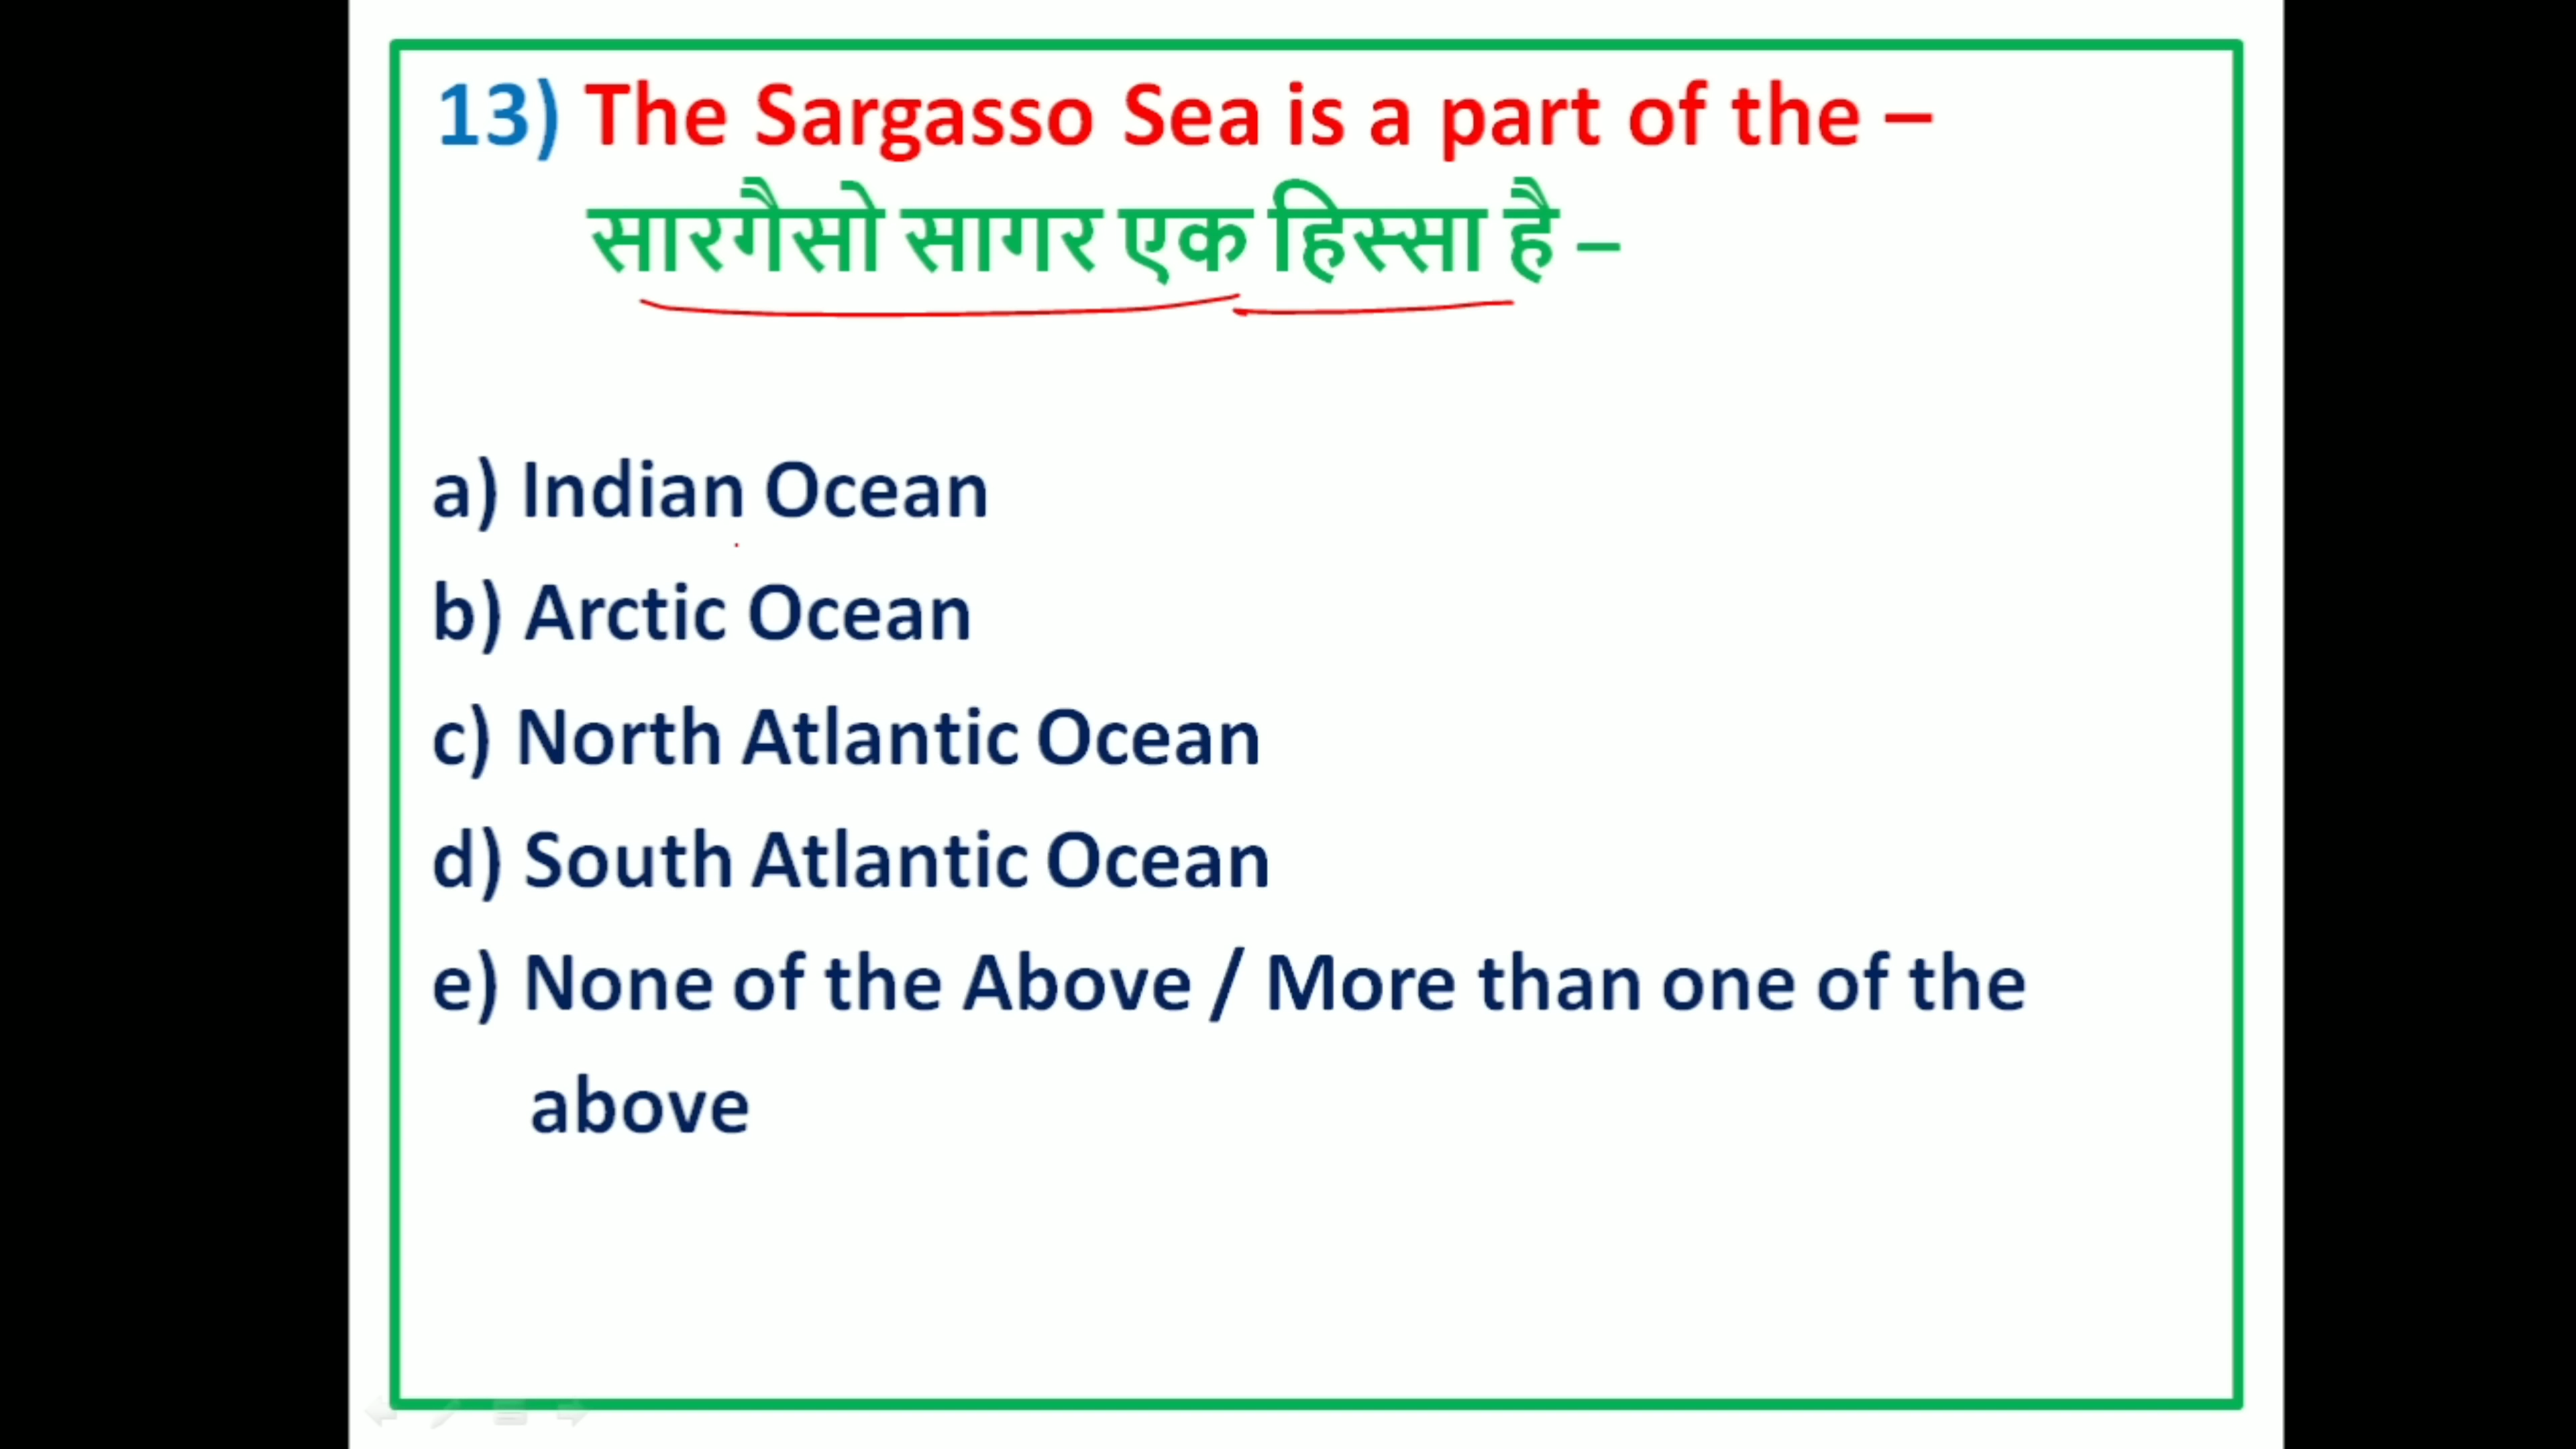 13) The Sargasso Sea is a part of the –
सारगैसो सागर एक हिस्सा है –
a) Indian Ocean
b) Arctic Ocean
c) North Atlantic Ocean
d) South Atlantic Ocean
e) None of the Above / More than one of the
above